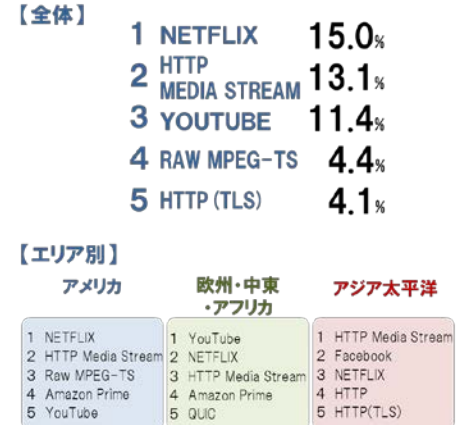 【全体】
1 NETFLIX 15.0%
2 HTTP
MEDIA STREAM 13.1%
3 YOUTUBE 11.4%
4 RAW MPEG-TS 4.4%
5 HTTP(TLS) 4.1%
【エリア別】
アメリカ
1 NETFLIX
2 HTTP Media Stream
3 Raw MPEG-TS
4 Amazon Prime
5 YouTube
欧州・中東
・アフリカ
1 YouTube
2 NETFLIX
3 HTTP Media Stream
4 Amazon Prime
5 QUIC
アジア太平洋
1 HTTP Media Stream
2 Facebook
3 NETFLIX
4 HTTP
5 HTTP(TLS)